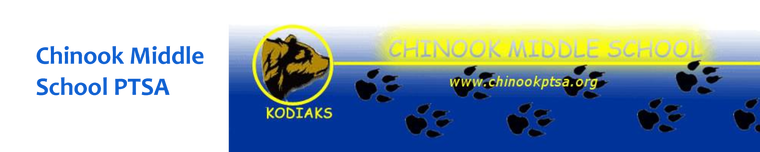 Chinook Middle
School PTSA
CHINOOK MIDDLE SCHOOL
www.chinookptsa.org
KODIAKS